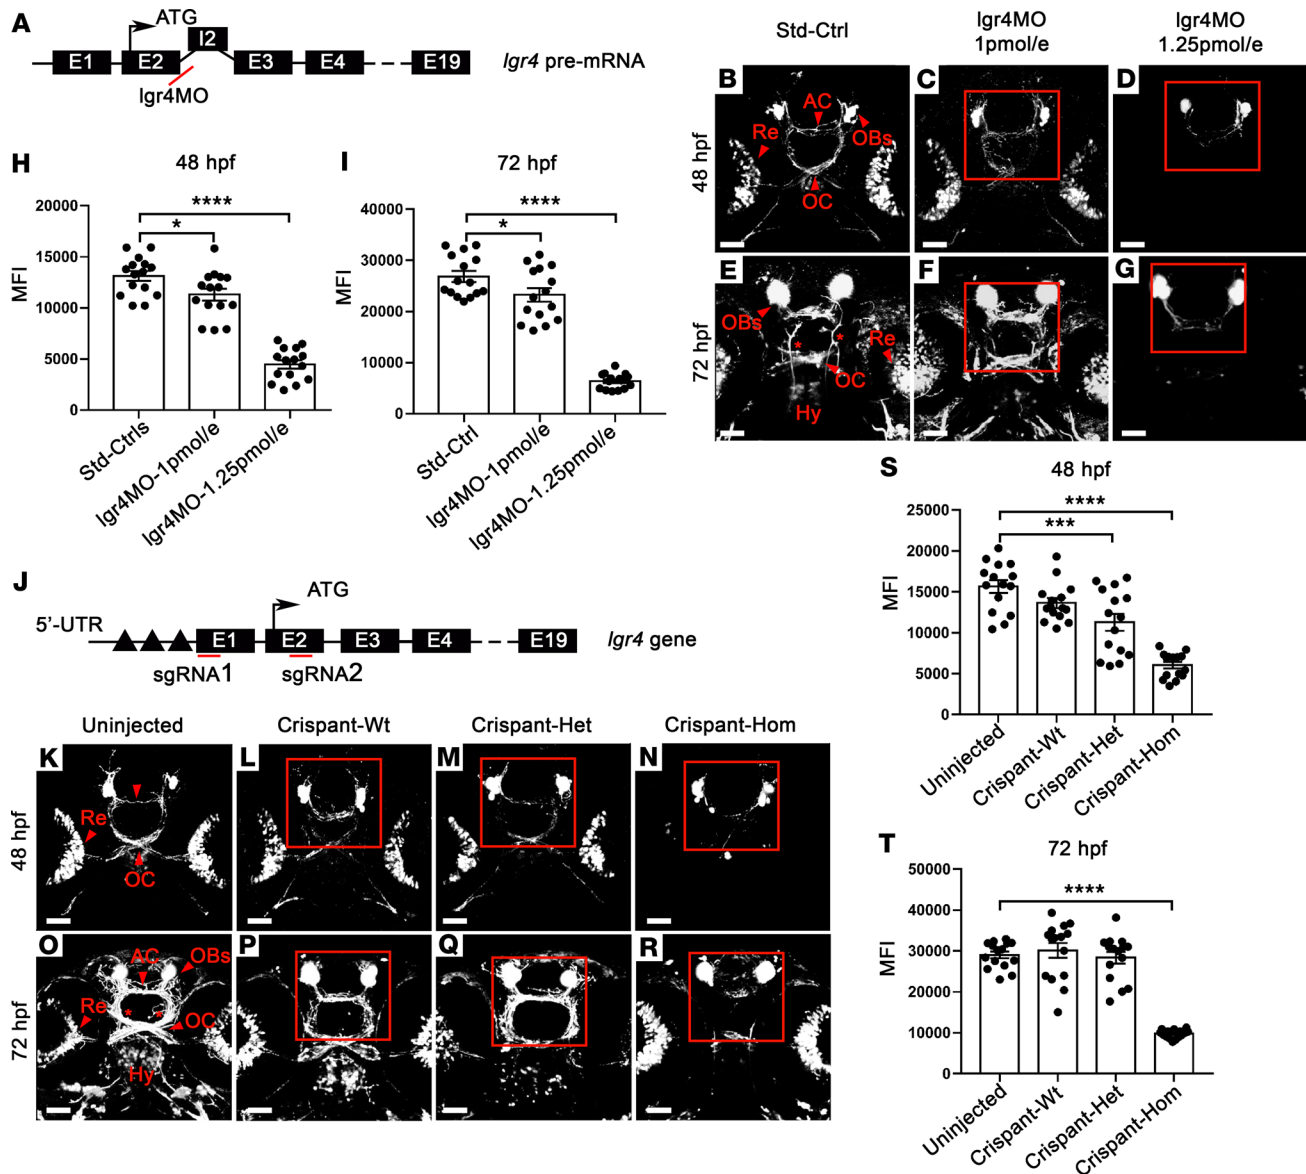 A
ATG
I2
E1
E2
E3
E4
E19
lgr4 pre-mRNA
lgr4MO
Std-Ctrl
lgr4MO
1pmol/e
lgr4MO
1.25pmol/e
48 hpf
B
AC
Re
OBs
OC
C
D
72 hpf
E
OBs
Re
* *
OC
Hy
F
G
H
48 hpf
****
*
MFI
20000
15000
10000
5000
0
Std-Ctrls
lgr4MO-1pmol/e
lgr4MO-1.25pmol/e
I
72 hpf
****
*
MFI
40000
30000
20000
10000
0
Std-Ctrl
lgr4MO-1pmol/e
lgr4MO-1.25pmol/e
J
ATG
5'-UTR
E1
E2
E3
E4
E19
lgr4 gene
sgRNA1
sgRNA2
Uninjected
Crispant-Wt
Crispant-Het
Crispant-Hom
48 hpf
K
Re
OC
L
M
N
72 hpf
O
AC
OBs
Re
* *
OC
Hy
P
Q
R
S
48 hpf
****
***
MFI
25000
20000
15000
10000
5000
0
Uninjected
Crispant-Wt
Crispant-Het
Crispant-Hom
T
72 hpf
****
MFI
50000
40000
30000
20000
10000
0
Uninjected
Crispant-Wt
Crispant-Het
Crispant-Hom